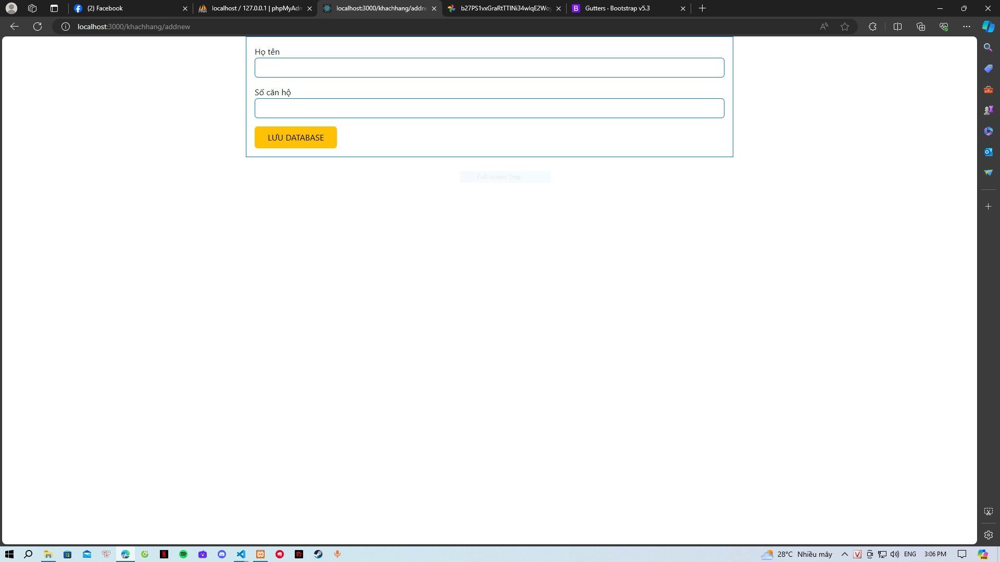 (2) Facebook
localhost / 127.0.0.1 | phpMyAdm
localhost:3000/khachhang/addne
Gutters · Bootstrap v5.3
localhost:3000/khachhang/addnew
Họ tên
Số căn hộ
LƯU DATABASE
Full-screen Snip
28°C Nhiều mây
ENG
3:06 PM